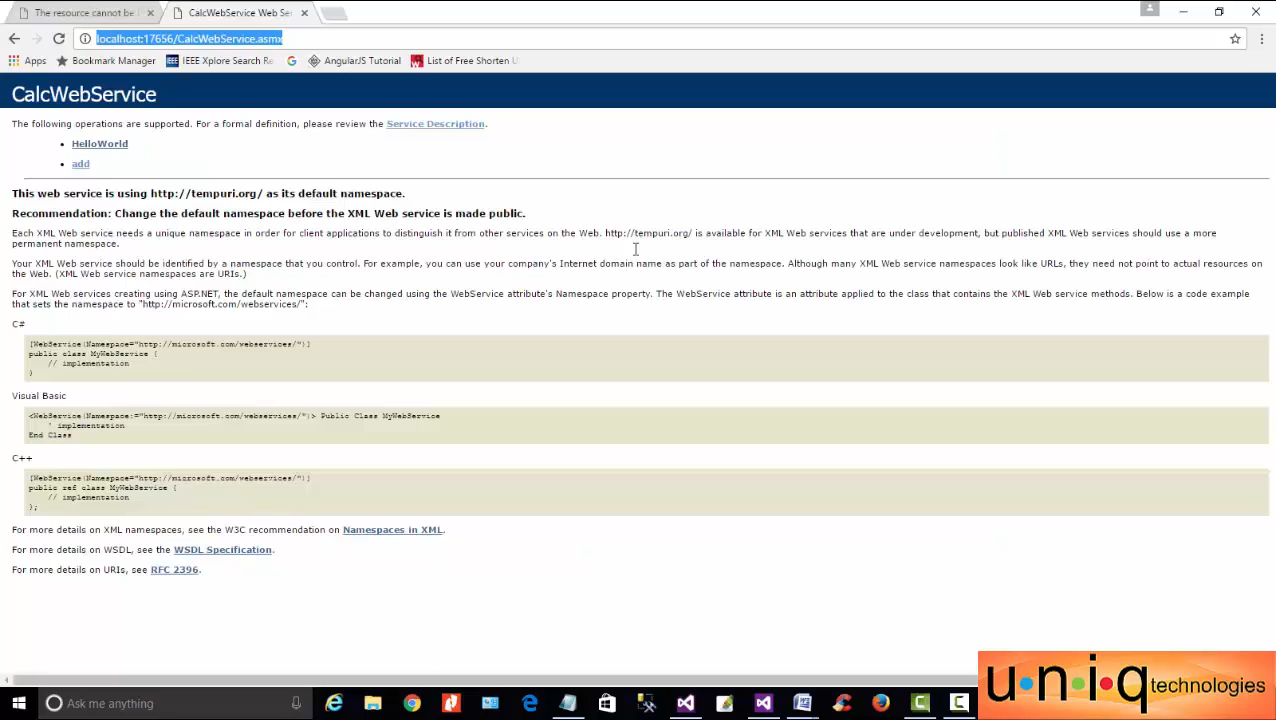 The resource cannot be
CalcWebService Web Se
localhost:17656/CalcWebService.asmx
Apps
Bookmark Manager
IEEE Xplore Search Re
AngularJS Tutorial
List of Free Shorten U
CalcWebService
The following operations are supported. For a formal definition, please review the Service Description.
HelloWorld
add
This web service is using http://tempuri.org/ as its default namespace.
Recommendation: Change the default namespace before the XML Web service is made public.
Each XML Web service needs a unique namespace in order for client applications to distinguish it from other services on the Web. http://tempuri.org/ is available for XML Web services that are under development, but published XML Web services should use a more
permanent namespace.
Your XML Web service should be identified by a namespace that you control. For example, you can use your company's Internet domain name as part of the namespace. Although many XML Web service namespaces look like URLs, they need not point to actual resources on
the Web. (XML Web service namespaces are URIs.)
For XML Web services creating using ASP.NET, the default namespace can be changed using the WebService attribute's Namespace property. The WebService attribute is an attribute applied to the class that contains the XML Web service methods. Below is a code example
that sets the namespace to "http://microsoft.com/webservices/":
C#
[WebService(Namespace="http://microsoft.com/webservices/")]
public class MyWebService {
// implementation
}
Visual Basic
<WebService(Namespace:="http://microsoft.com/webservices/")> Public Class MyWebService
' implementation
End Class
C++
[WebService(Namespace="http://microsoft.com/webservices/")]
public ref class MyWebService {
// implementation
};
For more details on XML namespaces, see the W3C recommendation on Namespaces in XML.
For more details on WSDL, see the WSDL Specification.
For more details on URIs, see RFC 2396.
Ask me anything
u·n·i·q technologies